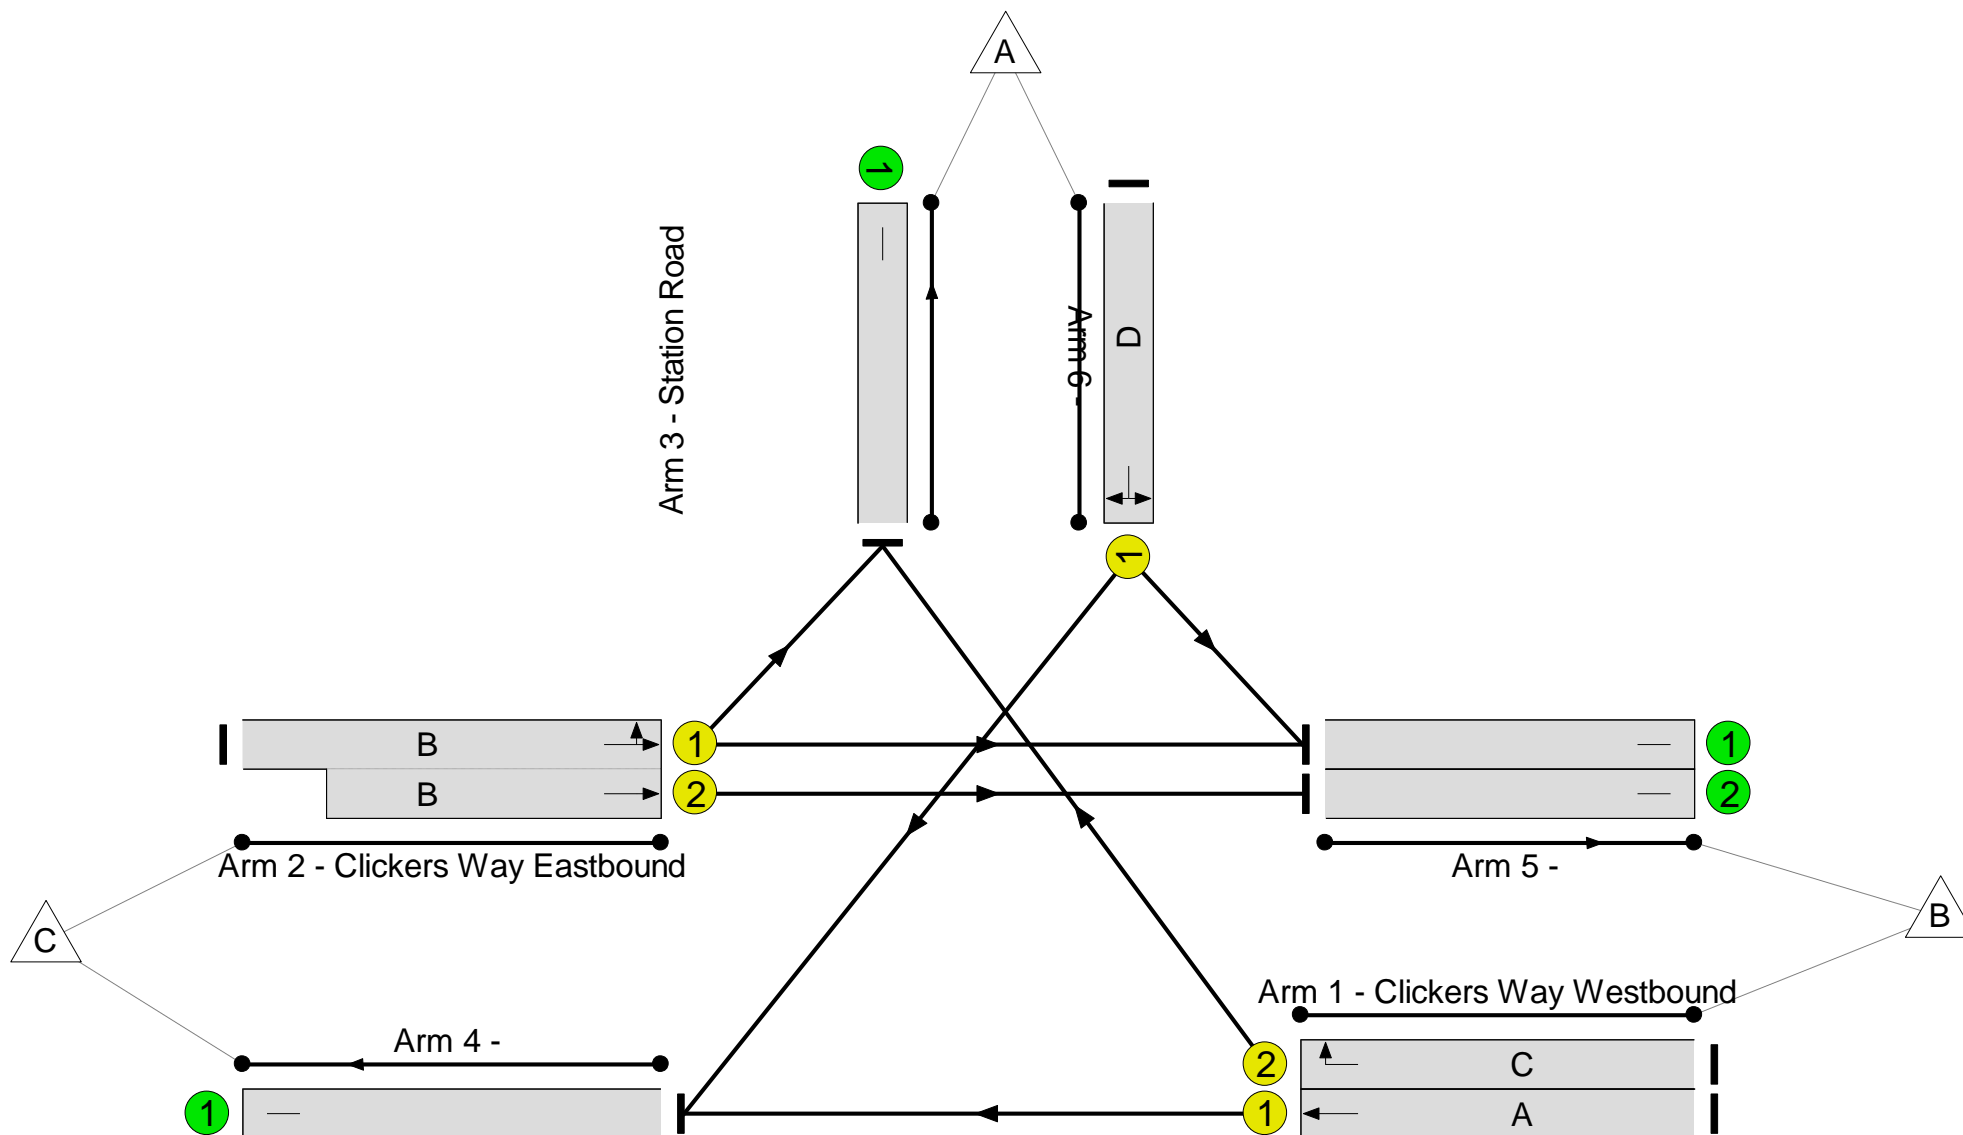 A
1
Arm 3 - Station Road
Arm 6 -
D
1
B
1
1
B
2
2
Arm 2 - Clickers Way Eastbound
Arm 5 -
C
B
Arm 1 - Clickers Way Westbound
Arm 4 -
2
C
1
1
A